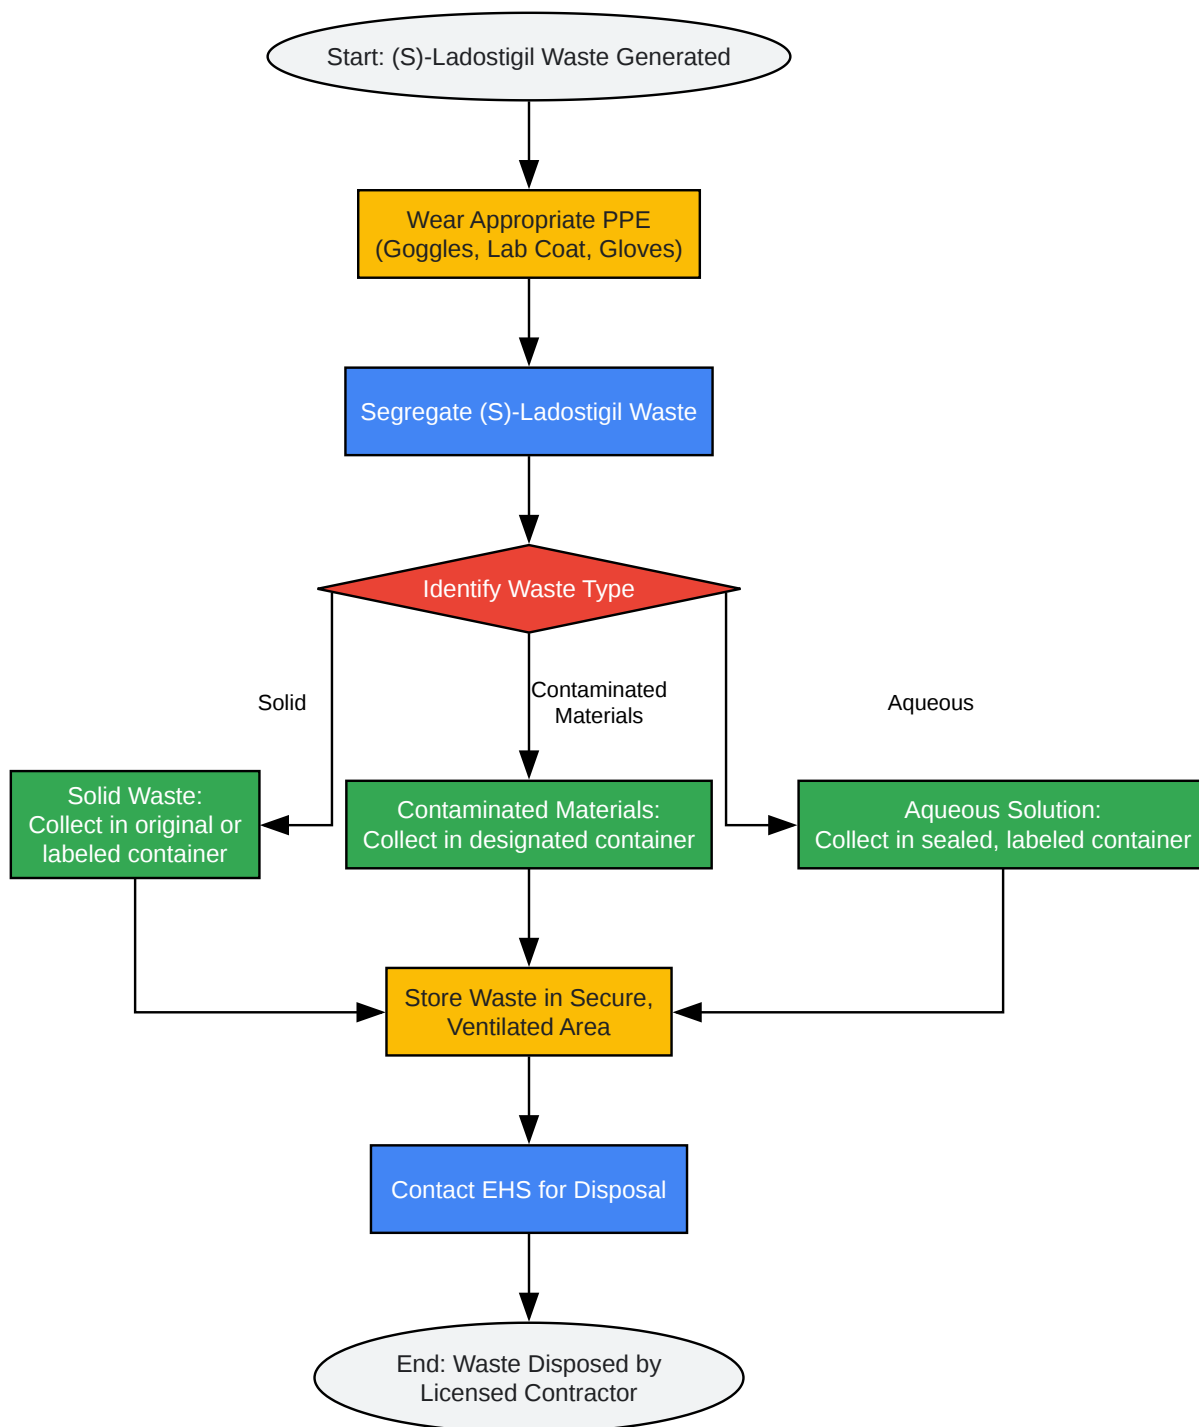 Start: (S)-Ladostigil Waste Generated
Wear Appropriate PPE
(Goggles, Lab Coat, Gloves)
Segregate (S)-Ladostigil Waste
Identify Waste Type
Solid
Contaminated
Materials
Aqueous
Solid Waste:
Collect in original or
labeled container
Contaminated Materials:
Collect in designated container
Aqueous Solution:
Collect in sealed, labeled container
Store Waste in Secure,
Ventilated Area
Contact EHS for Disposal
End: Waste Disposed by
Licensed Contractor